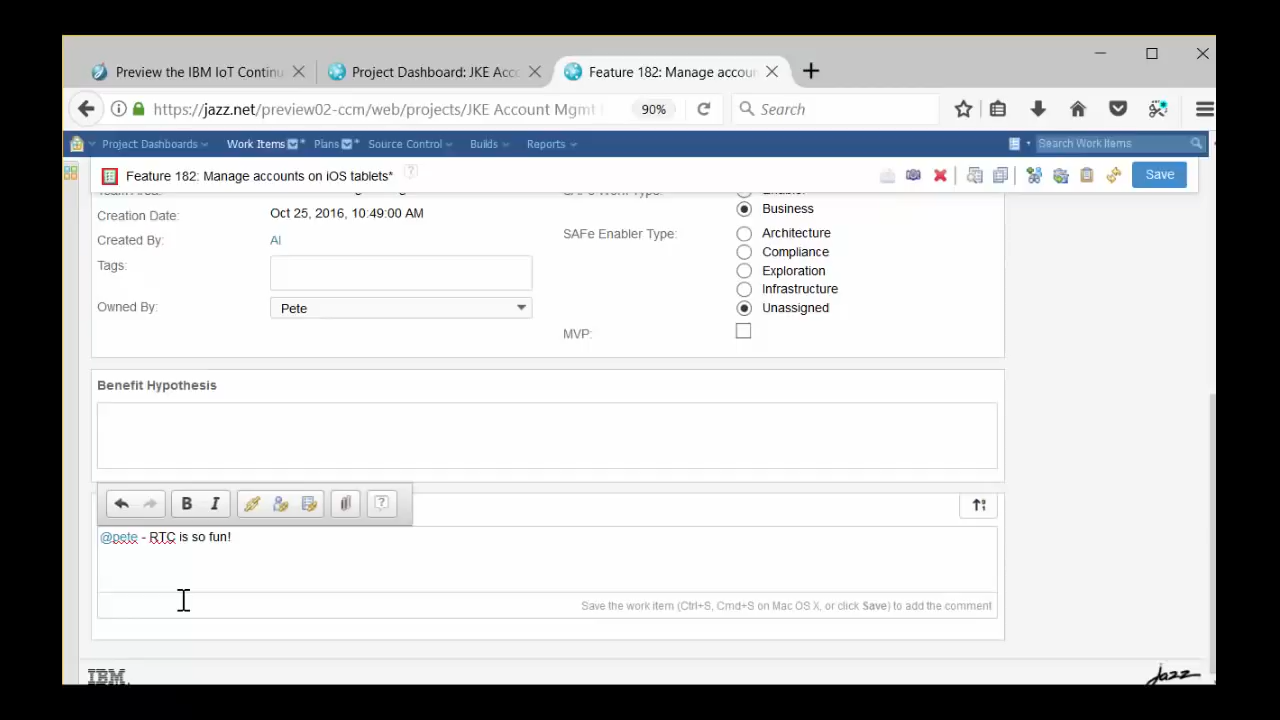 Preview the IBM IoT Continu
Project Dashboard: JKE Acc
Feature 182: Manage accou
https://jazz.net/preview02-ccm/web/projects/JKE Account Mgmt
90%
Search
Project Dashboards
Work Items
Plans
Source Control
Builds
Reports
Search Work Items
Feature 182: Manage accounts on iOS tablets*
?
Save
Business
Creation Date:
Oct 25, 2016, 10:49:00 AM
SAFe Enabler Type:
Architecture
Created By:
Al
Compliance
Tags:
Exploration
Infrastructure
Owned By:
Pete
Unassigned
MVP:
Benefit Hypothesis
B I
?
@pete - RTC is so fun!
Save the work item (Ctrl+S, Cmd+S on Mac OS X, or click Save) to add the comment
IBM
Jazz